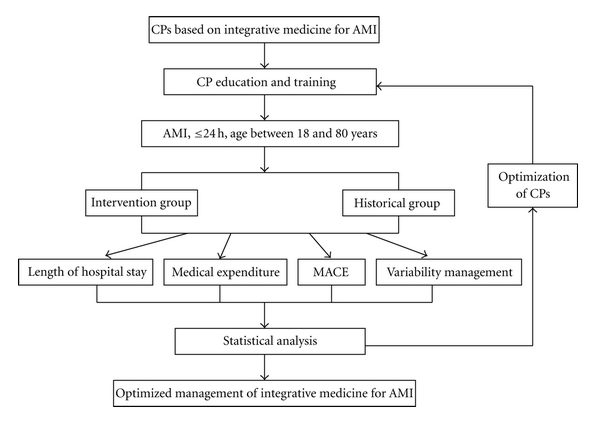 CPs based on integrative medicine for AMI
CP education and training
AMI, ≤24 h, age between 18 and 80 years
Intervention group
Historical group
Optimization
of CPs
Length of hospital stay
Medical expenditure
MACE
Variability management
Statistical analysis
Optimized management of integrative medicine for AMI